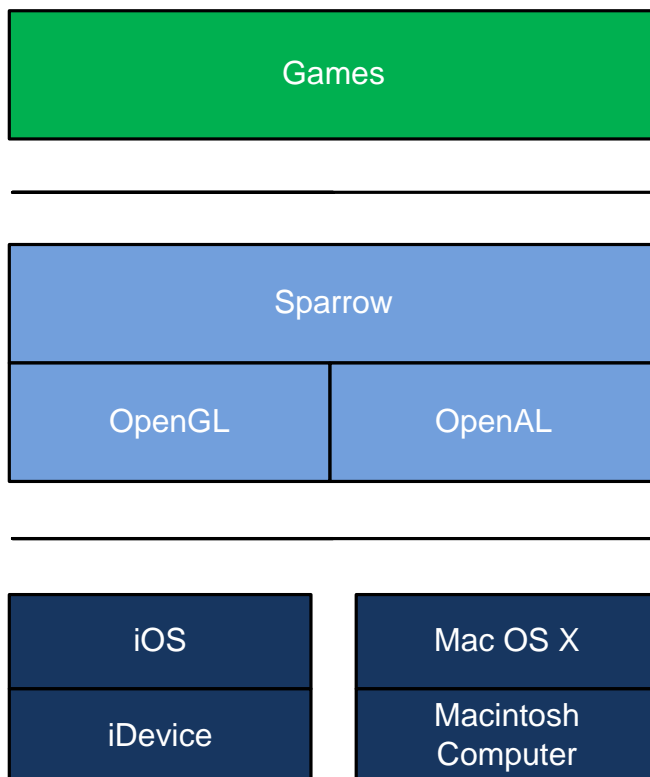 Games
Sparrow
OpenGL
OpenAL
iOS
Mac OS X
iDevice
Macintosh
Computer